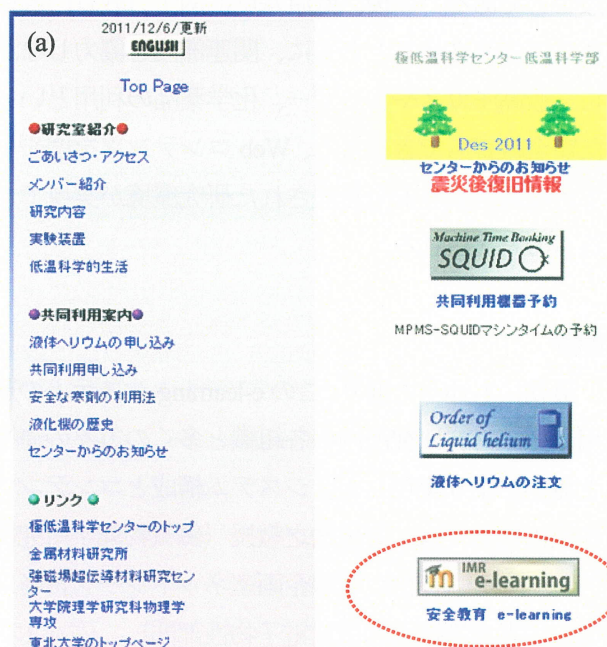 (a)
2011/12/6/更新
ENGLISH
Top Page
●研究室紹介●
ごあいさつ・アクセス
メンバー紹介
研究内容
実験装置
低温科学的生活
●共同利用案内●
液体ヘリウムの申し込み
共同利用申し込み
安全な寒剤の利用法
液化機の歴史
センターからのお知らせ
●リンク●
極低温科学センターのトップ
金属材料研究所
強磁場超伝導材料研究セン
ター
大学院理学研究科物理学
専攻
東北大学のトップページ
極低温科学センター低温科学部
Des 2011
センターからのお知らせ
震災後復旧情報
Machine Time Booking
SQUID
共同利用機器予約
MPMS-SQUIDマシンタイムの予約
Order of
Liquid helium
液体ヘリウムの注文
IMR
e-learning
安全教育 e-learning